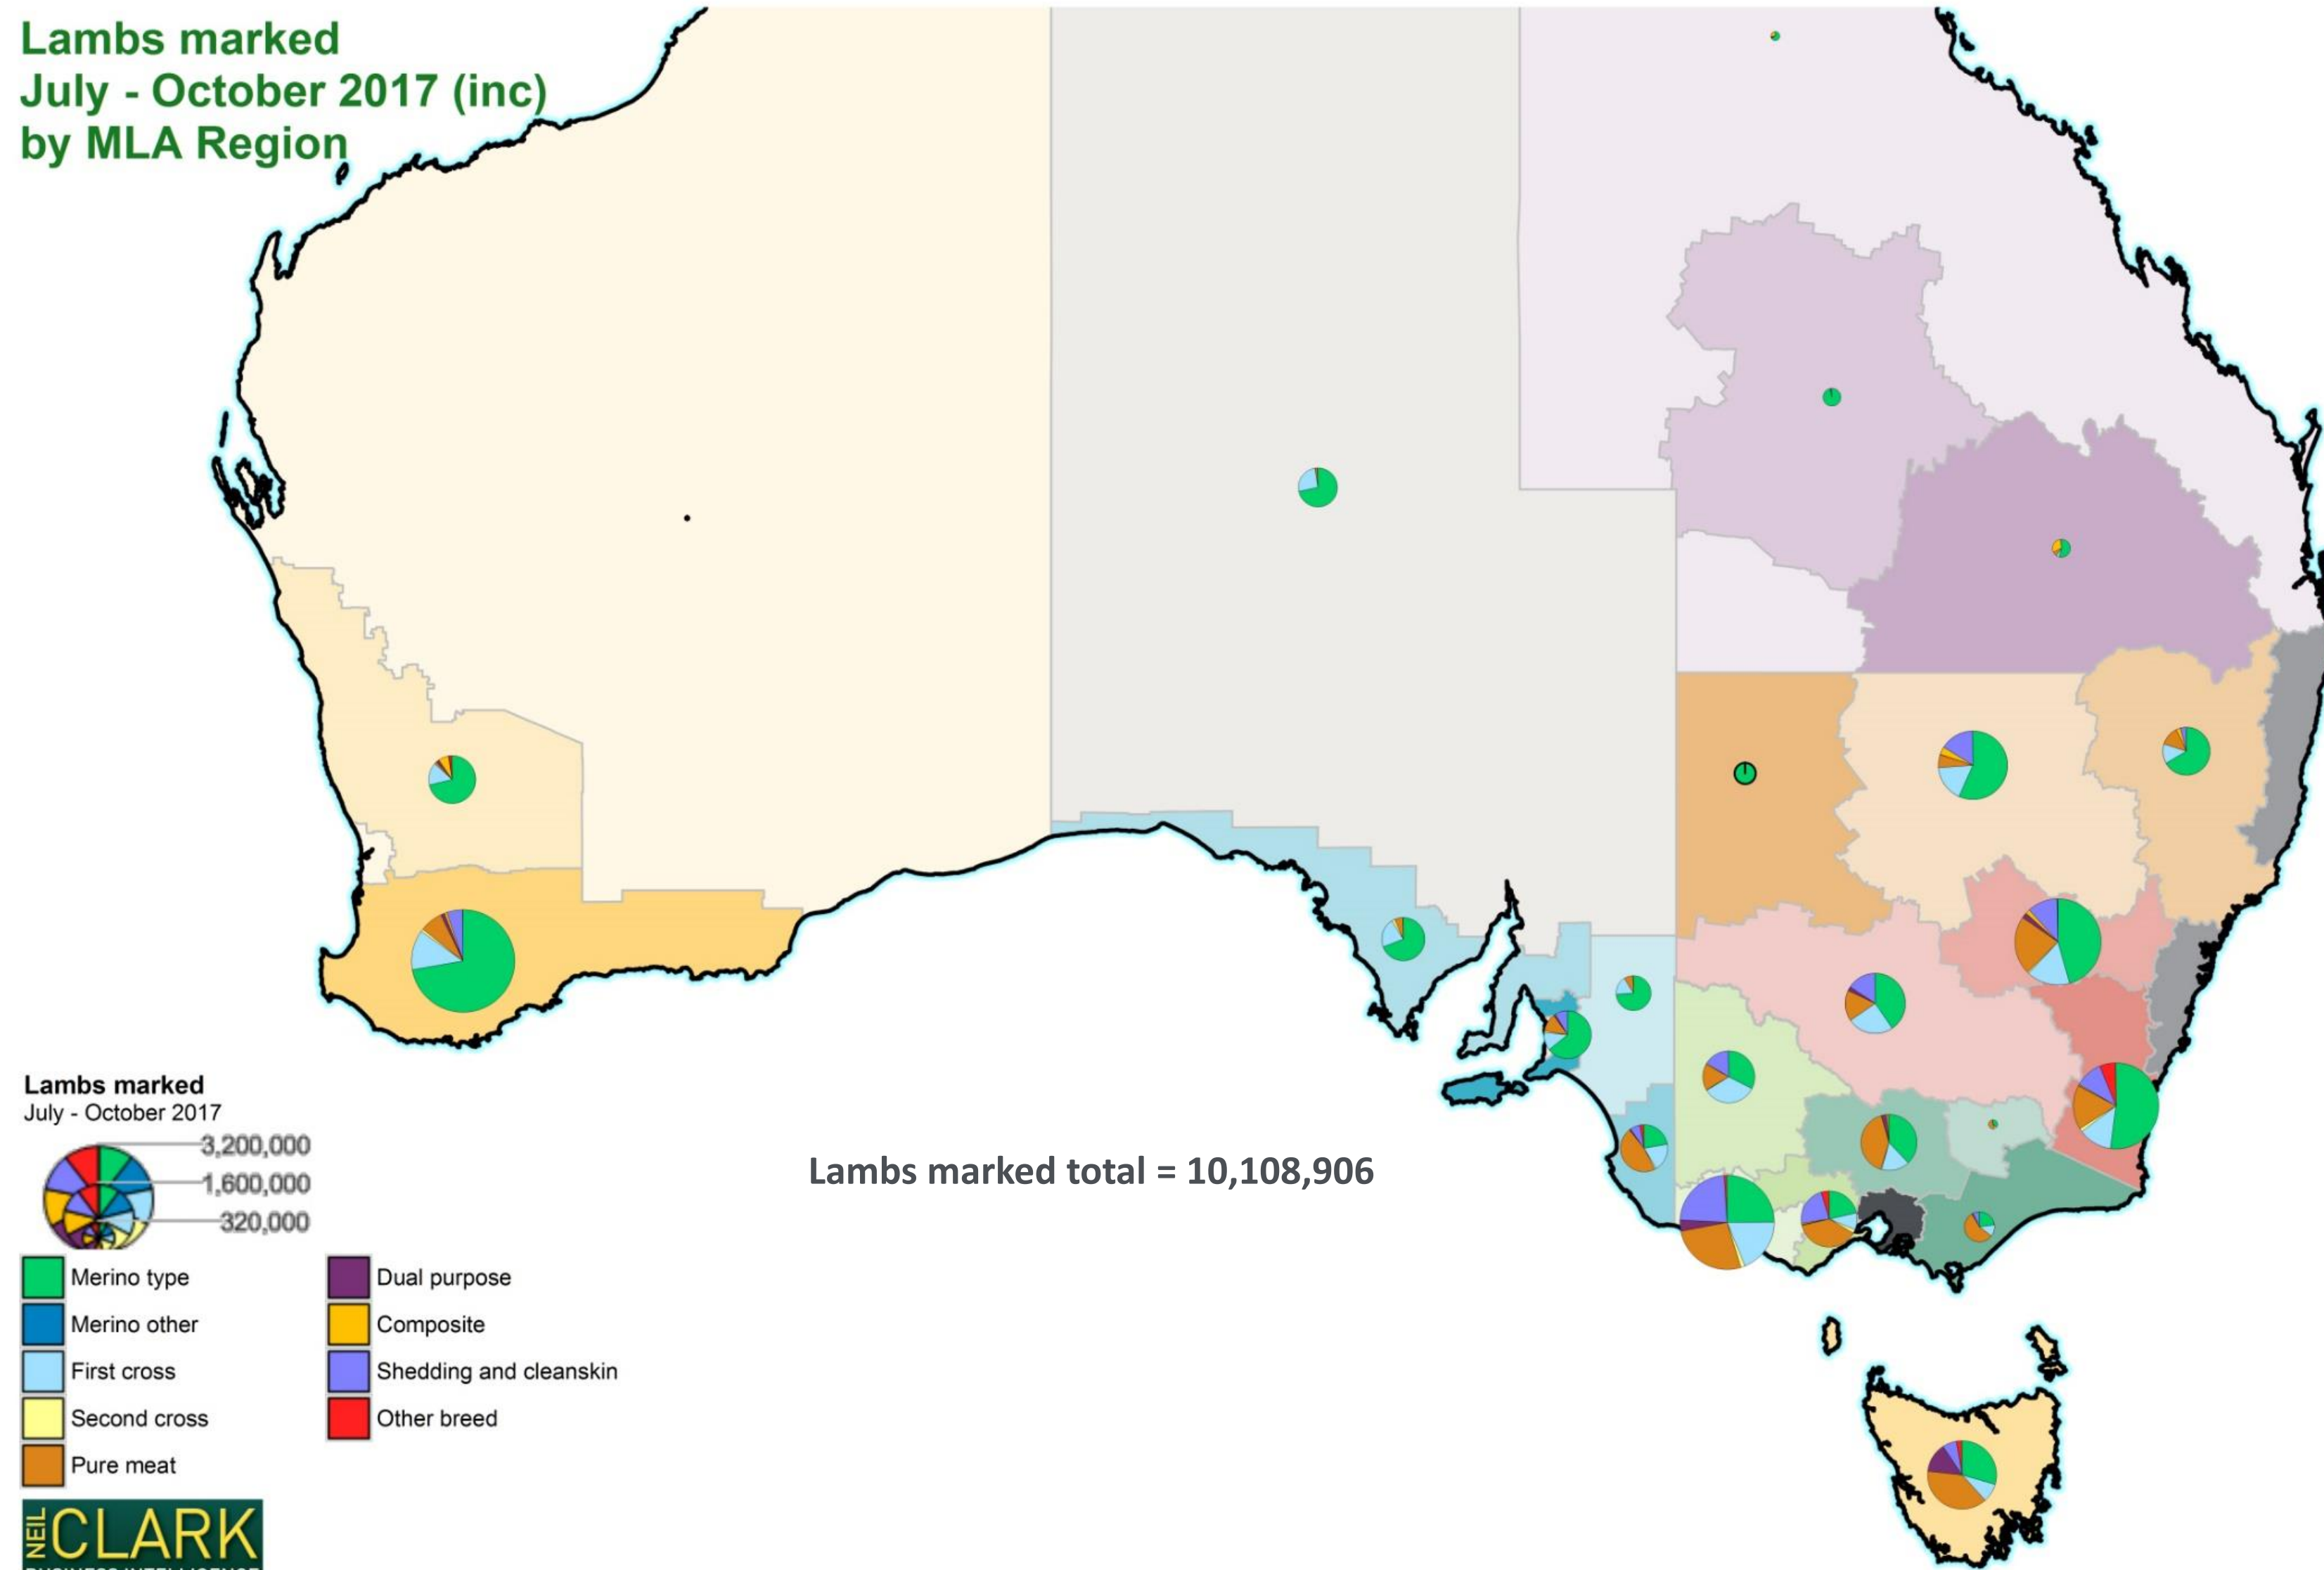 Lambs marked
July - October 2017 (inc)
by MLA Region
Lambs marked
July - October 2017
3,200,000
1,600,000
320,000
Lambs marked total = 10,108,906
Merino type
Merino other
First cross
Second cross
Pure meat
Dual purpose
Composite
Shedding and cleanskin
Other breed
NEIL CLARK
BUSINESS INTELLIGENCE